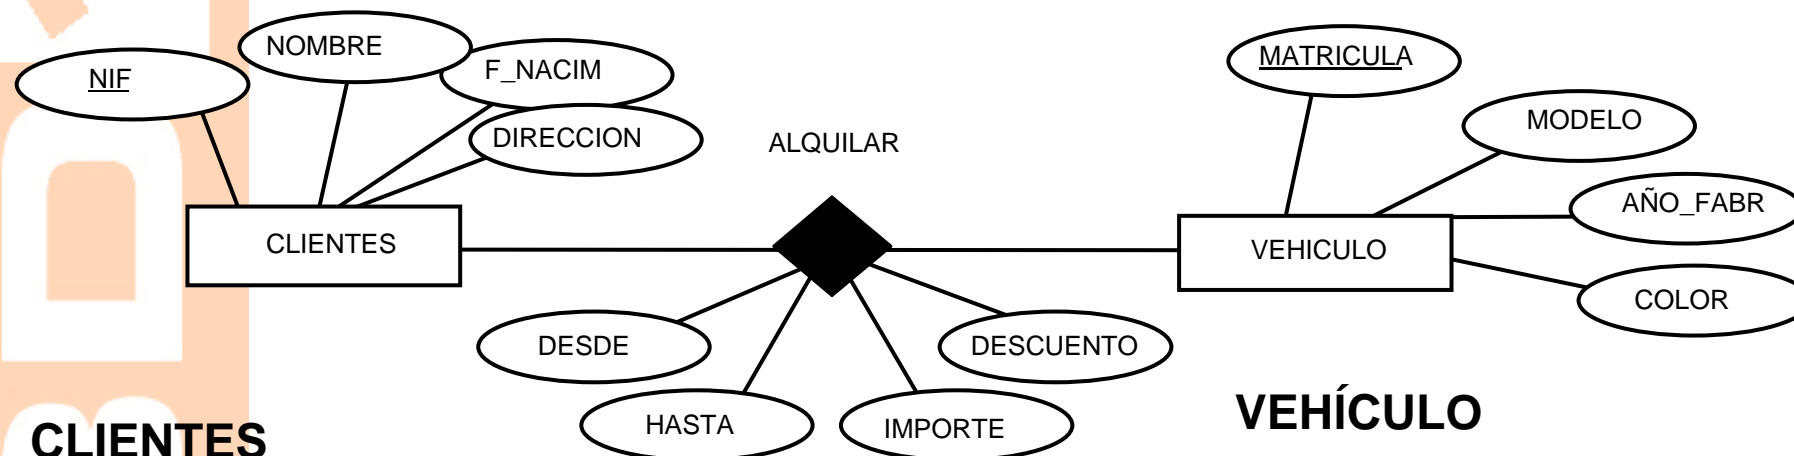 NIF
NOMBRE
F_NACIM
DIRECCION
ALQUILAR
MATRICULA
MODELO
AÑO_FABR
COLOR
CLIENTES
VEHICULO
DESDE
HASTA
IMPORTE
DESCUENTO
CLIENTES
VEHÍCULO